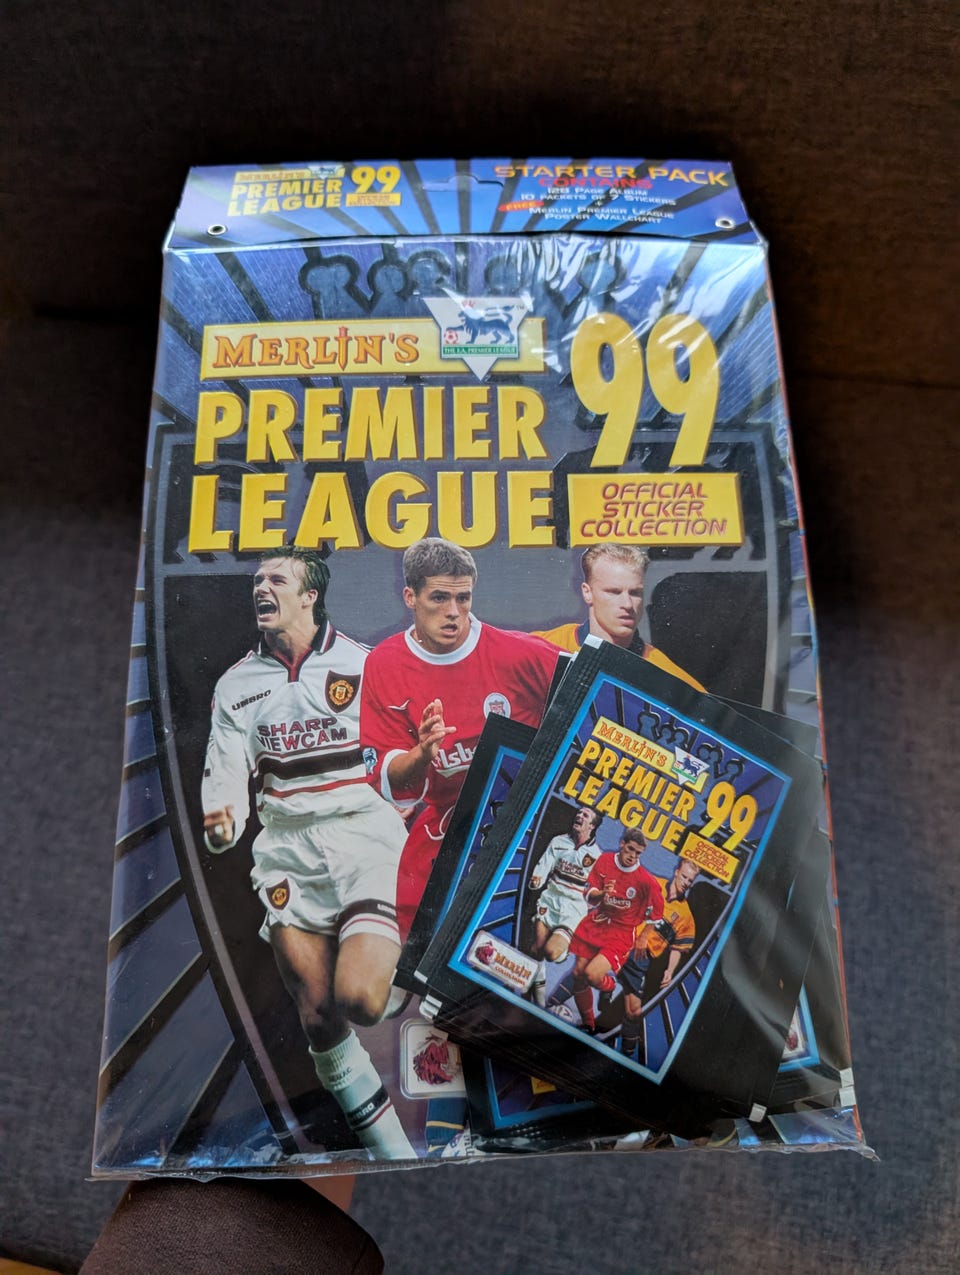 MERLIN'S
PREMIER
LEAGUE
99
STARTER PACK
CONTAINS
128 PAGE ALBUM
10 PACKETS OF 7 STICKERS
+
FREE
MERLIN PREMIER LEAGUE
POSTER WALLCHART
MERLIN'S
THE F.A. PREMIER LEAGUE
PREMIER
LEAGUE
99
OFFICIAL
STICKER
COLLECTION
UMBRO
SHARP
VIEWCAM
MERLIN'S
PREMIER
LEAGUE
99
OFFICIAL
STICKER
COLLECTION
Carlsberg
MERLIN